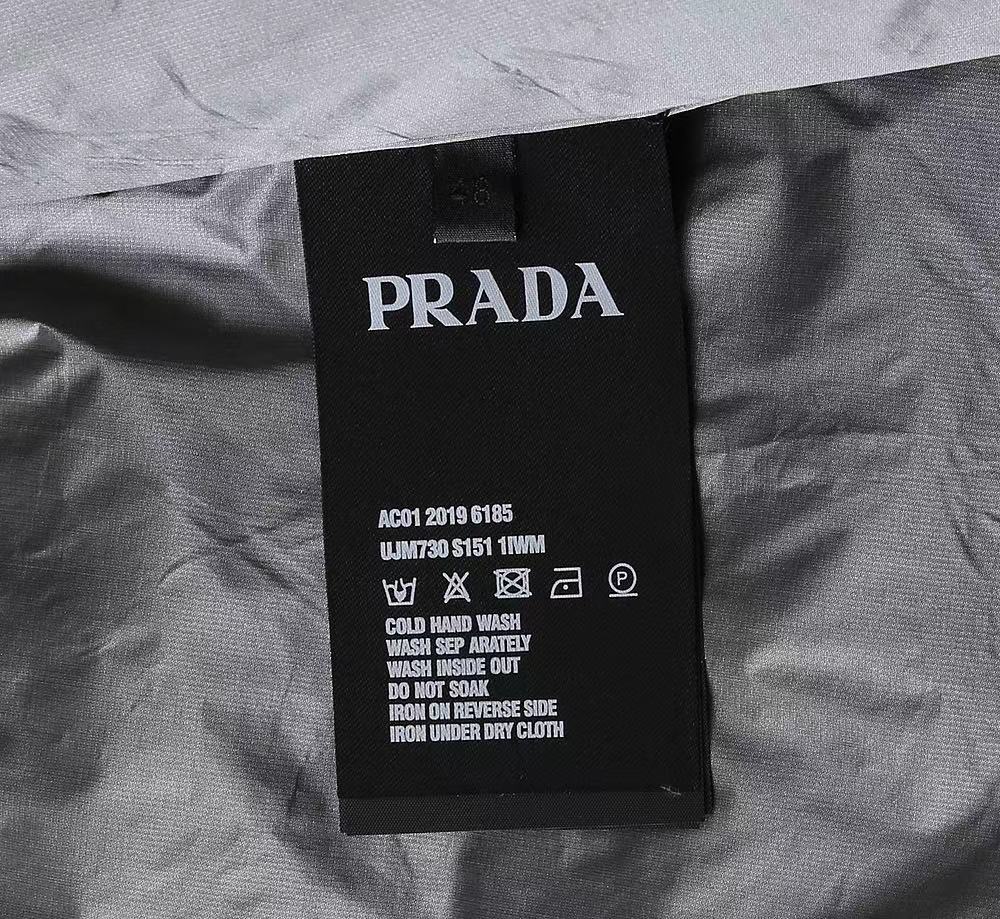 48
PRADA
AC01 2019 6185
UJM730 S151 1IWM
P
COLD HAND WASH
WASH SEP ARATELY
WASH INSIDE OUT
DO NOT SOAK
IRON ON REVERSE SIDE
IRON UNDER DRY CLOTH